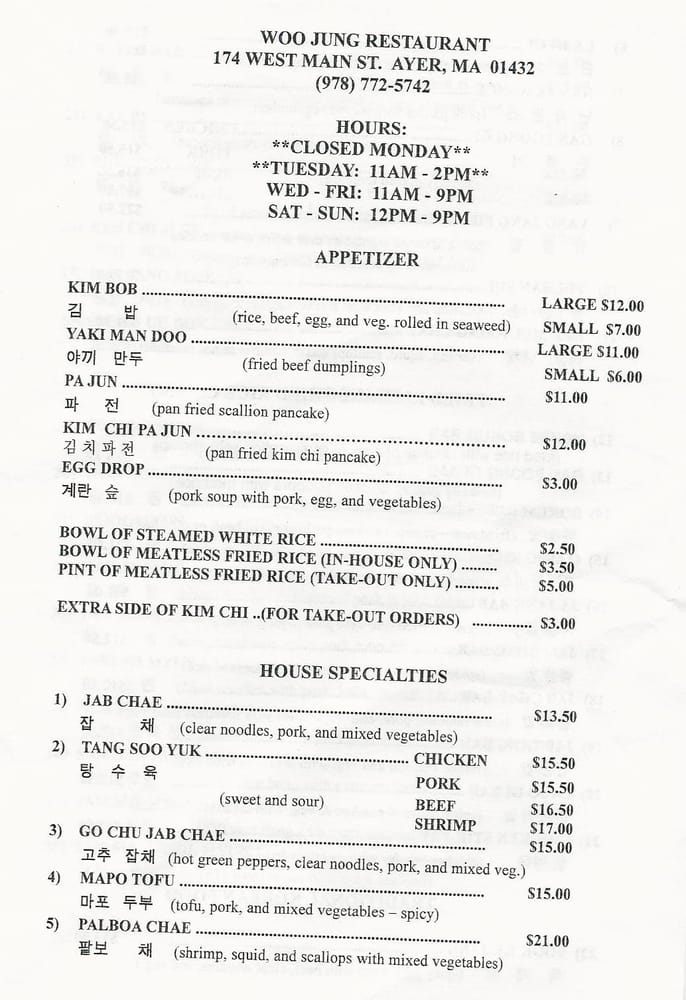 WOO JUNG RESTAURANT
174 WEST MAIN ST. AYER, MA 01432
(978) 772-5742
HOURS:
**CLOSED MONDAY**
**TUESDAY: 11AM - 2PM**
WED - FRI: 11AM - 9PM
SAT - SUN: 12PM - 9PM
APPETIZER
KIM BOB ........ LARGE $12.00
김 밥 (rice, beef, egg, and veg. rolled in seaweed) SMALL $7.00
YAKI MAN DOO ........ LARGE $11.00
야끼 만두 (fried beef dumplings) SMALL $6.00
PA JUN ........ $11.00
파 전 (pan fried scallion pancake)
KIM CHI PA JUN ........ $12.00
김치파전 (pan fried kim chi pancake)
EGG DROP ........ $3.00
계란 숲 (pork soup with pork, egg, and vegetables)
BOWL OF STEAMED WHITE RICE ........ $2.50
BOWL OF MEATLESS FRIED RICE (IN-HOUSE ONLY) ........ $3.50
PINT OF MEATLESS FRIED RICE (TAKE-OUT ONLY) ........ $5.00
EXTRA SIDE OF KIM CHI ..(FOR TAKE-OUT ORDERS) ........ $3.00
HOUSE SPECIALTIES
1) JAB CHAE ........ $13.50
잡 채 (clear noodles, pork, and mixed vegetables)
2) TANG SOO YUK ........ CHICKEN $15.50
탕 수 육 PORK $15.50
(sweet and sour) BEEF $16.50
SHRIMP $17.00
3) GO CHU JAB CHAE ........ $15.00
고추 잡채 (hot green peppers, clear noodles, pork, and mixed veg.)
4) MAPO TOFU ........ $15.00
마포 두부 (tofu, pork, and mixed vegetables – spicy)
5) PALBOA CHAE ........ $21.00
팔보 채 (shrimp, squid, and scallops with mixed vegetables)